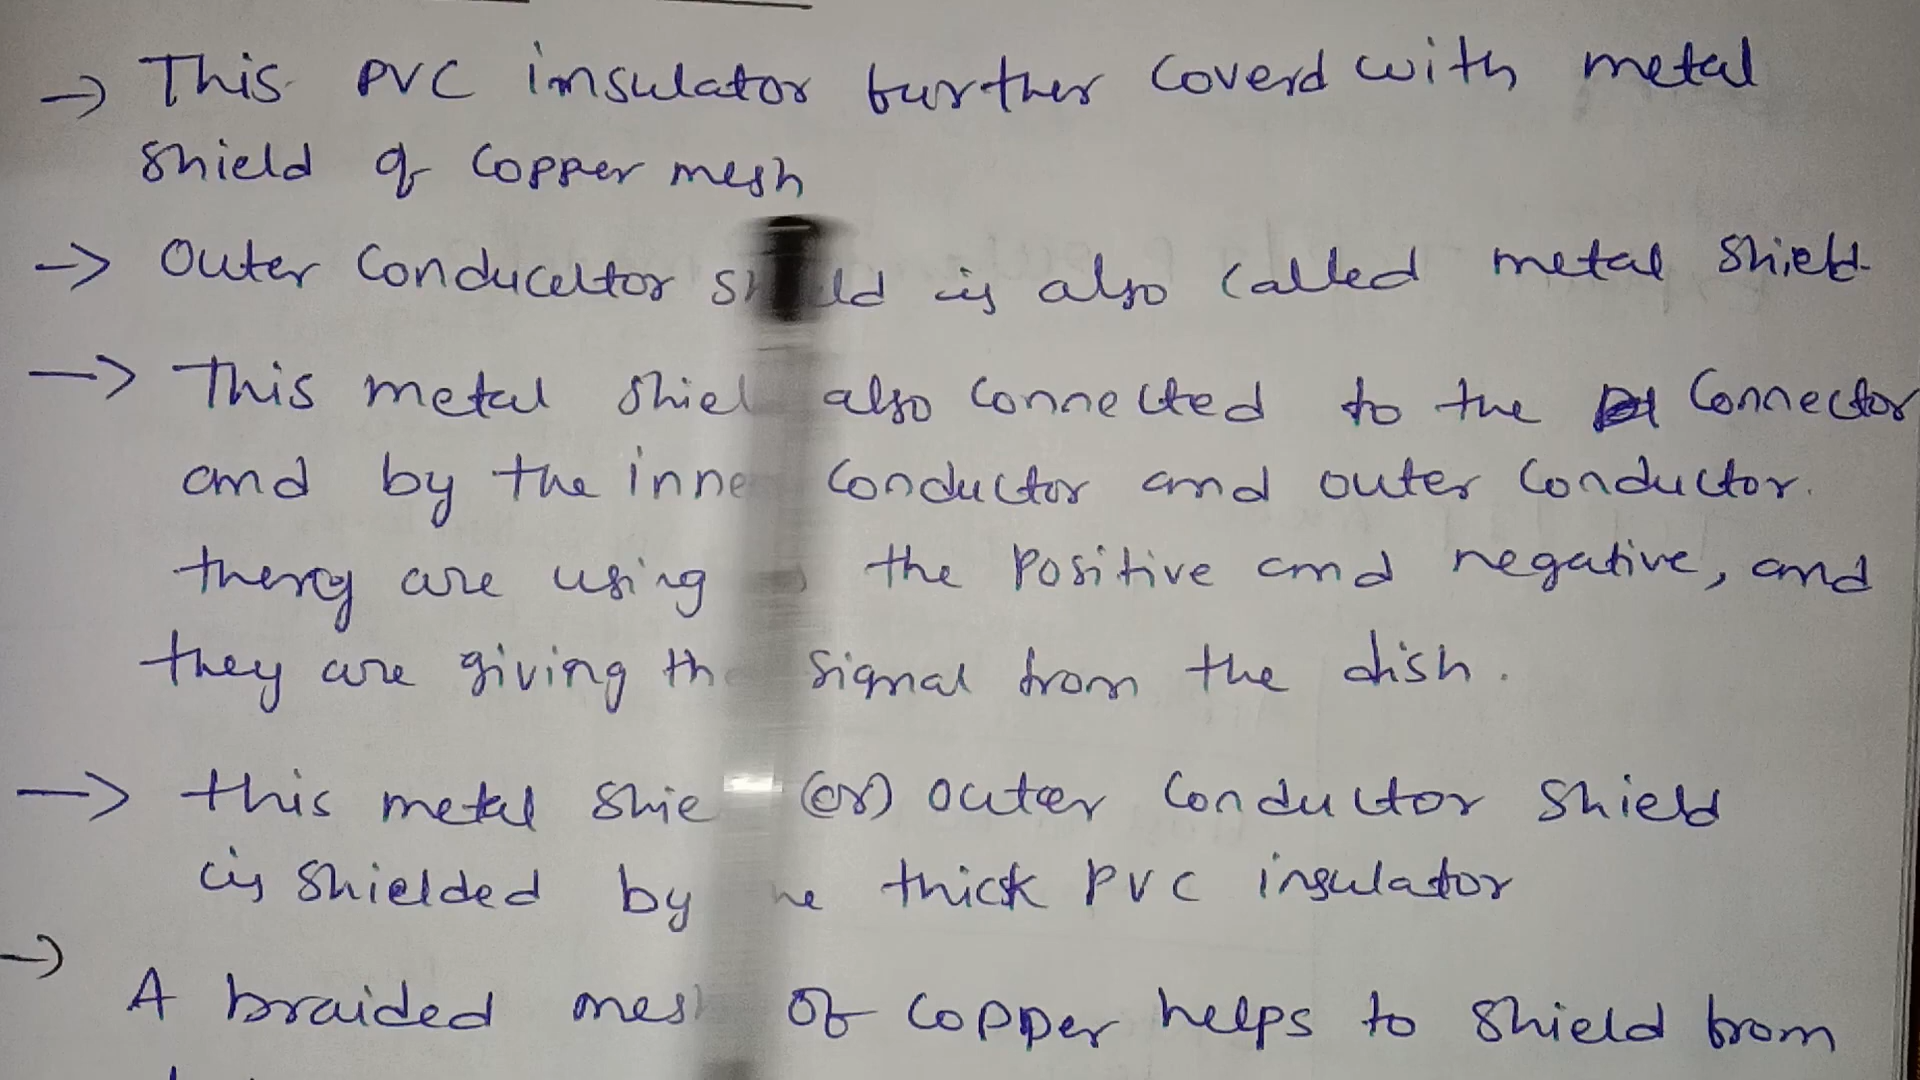 → This PVC insulator further coverd with metal
shield of copper mesh
→ Outer conduceltor is also called metal shield
→ This metal also connected to the connector
and by the conductor and outer conductor.
therey are using the positive and negative, and
they are giving signal from the dish.
→ this metal (or) outer conductor shield
is shielded by thick PVC insulator
→ A braided of copper helps to shield from